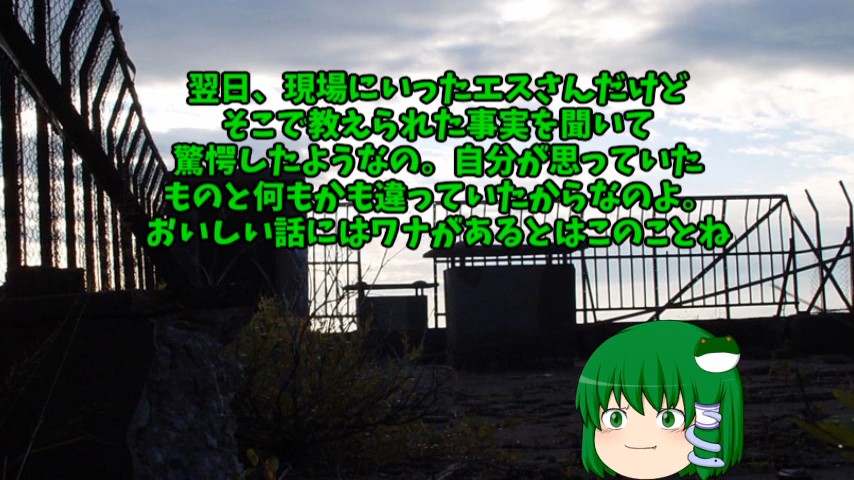 翌日、現場にいったエスさんだけど
そこで教えられた事実を聞いて
驚愕したようなの。自分が思っていた
ものと何もかも違っていたからなのよ。
おいしい話にはワナがあるとはこのことね